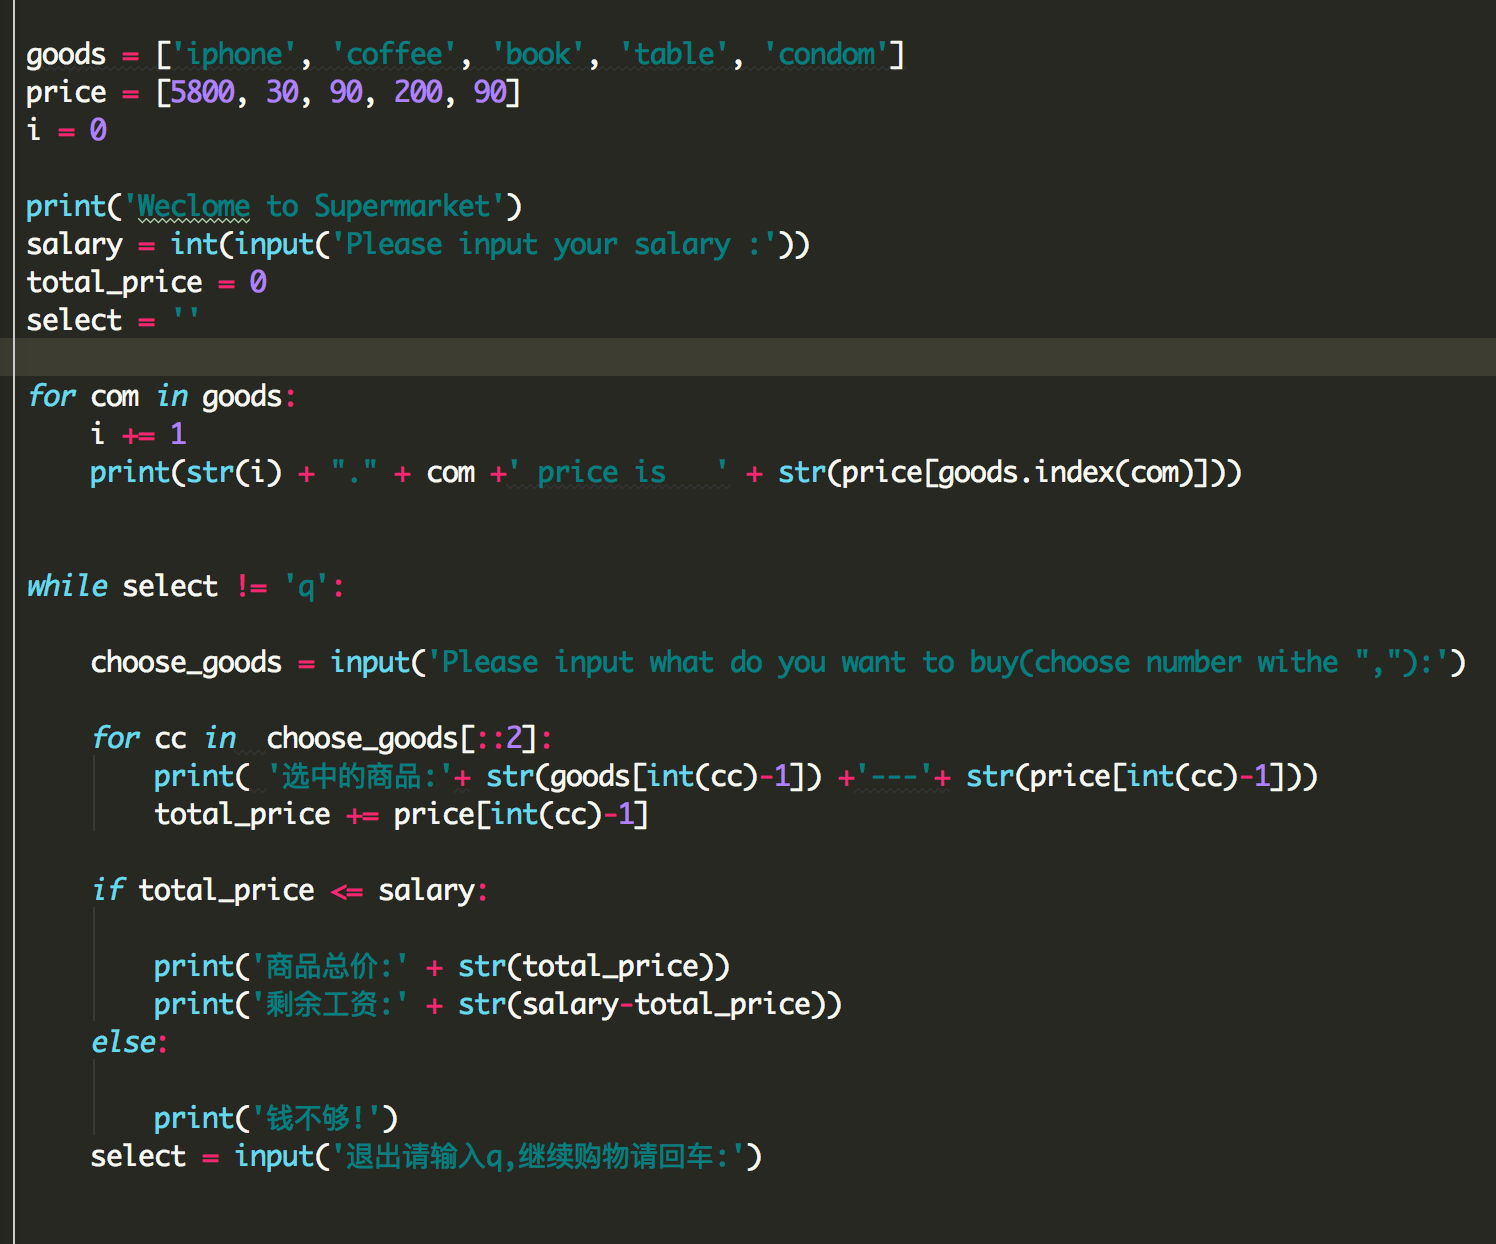 goods = ['iphone', 'coffee', 'book', 'table', 'condom']
price = [5800, 30, 90, 200, 90]
i = 0
print('Weclome to Supermarket')
salary = int(input('Please input your salary :'))
total_price = 0
select = ''
for com in goods:
    i += 1
    print(str(i) + "." + com +' price is   ' + str(price[goods.index(com)]))
while select != 'q':
    choose_goods = input('Please input what do you want to buy(choose number withe ","):')
    for cc in  choose_goods[::2]:
        print( '选中的商品:'+ str(goods[int(cc)-1]) +'---'+ str(price[int(cc)-1]))
        total_price += price[int(cc)-1]
    if total_price <= salary:
        print('商品总价:' + str(total_price))
        print('剩余工资:' + str(salary-total_price))
    else:
        print('钱不够!')
    select = input('退出请输入q,继续购物请回车:')